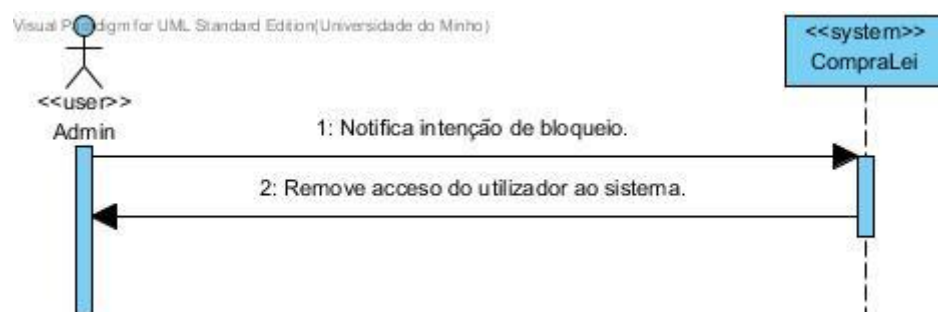 Visual Paradigm for UML Standard Edition(Universidade do Minho)
<<system>>
CompraLei
<<user>>
Admin
1: Notifica intenção de bloqueio.
2: Remove acceso do utilizador ao sistema.